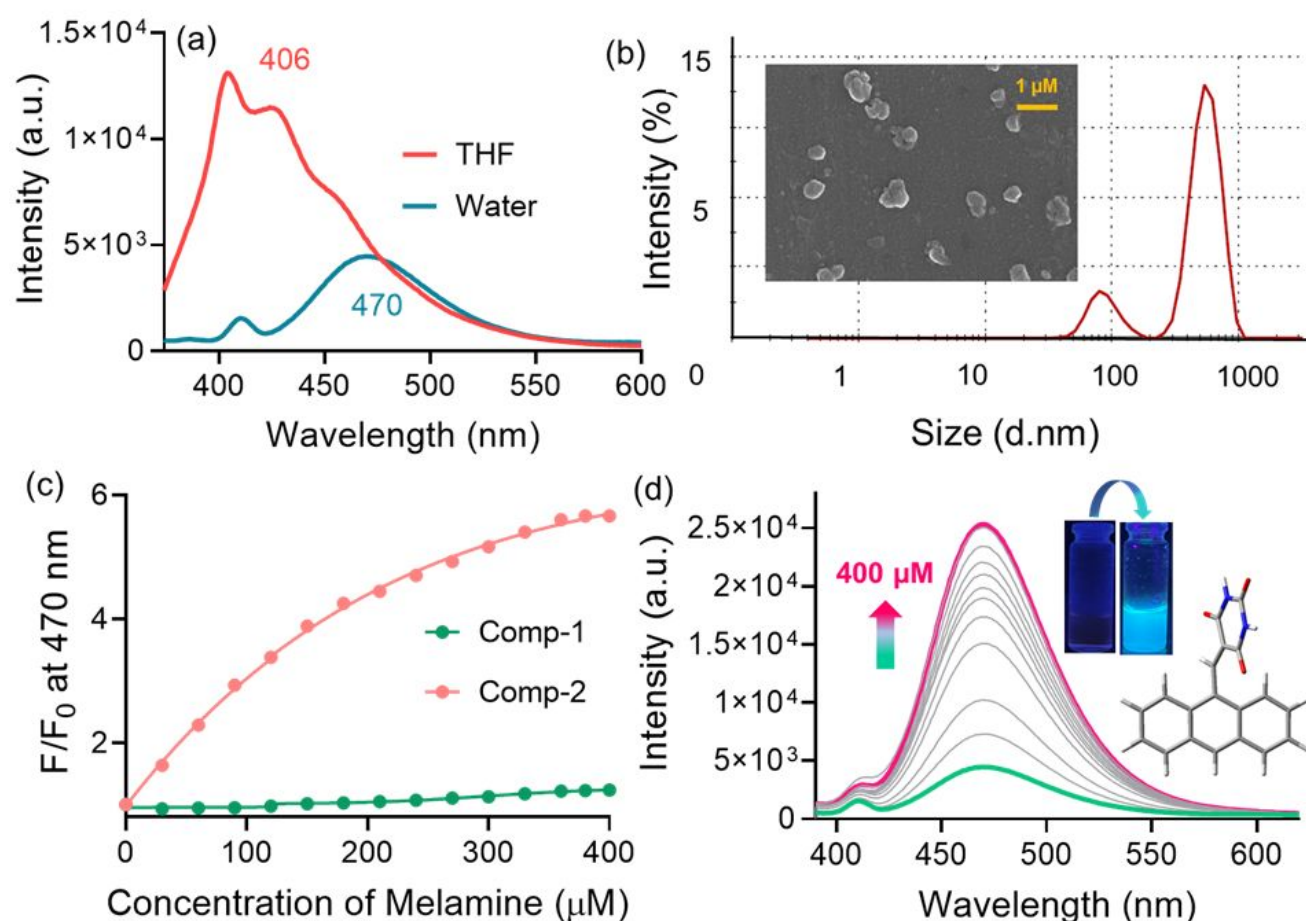 (a)
1.5×10⁴
1×10⁴
5×10³
0
Intensity (a.u.)
406
470
THF
Water
400
450
500
550
600
Wavelength (nm)
(b)
15
5
0
Intensity (%)
1 µM
1
10
100
1000
Size (d.nm)
(c)
6
4
2
F/F₀ at 470 nm
Comp-1
Comp-2
0
100
200
300
400
Concentration of Melamine (µM)
(d)
2.5×10⁴
2×10⁴
1×10⁴
1×10⁴
5×10³
0
Intensity (a.u.)
400 µM
400
450
500
550
600
Wavelength (nm)